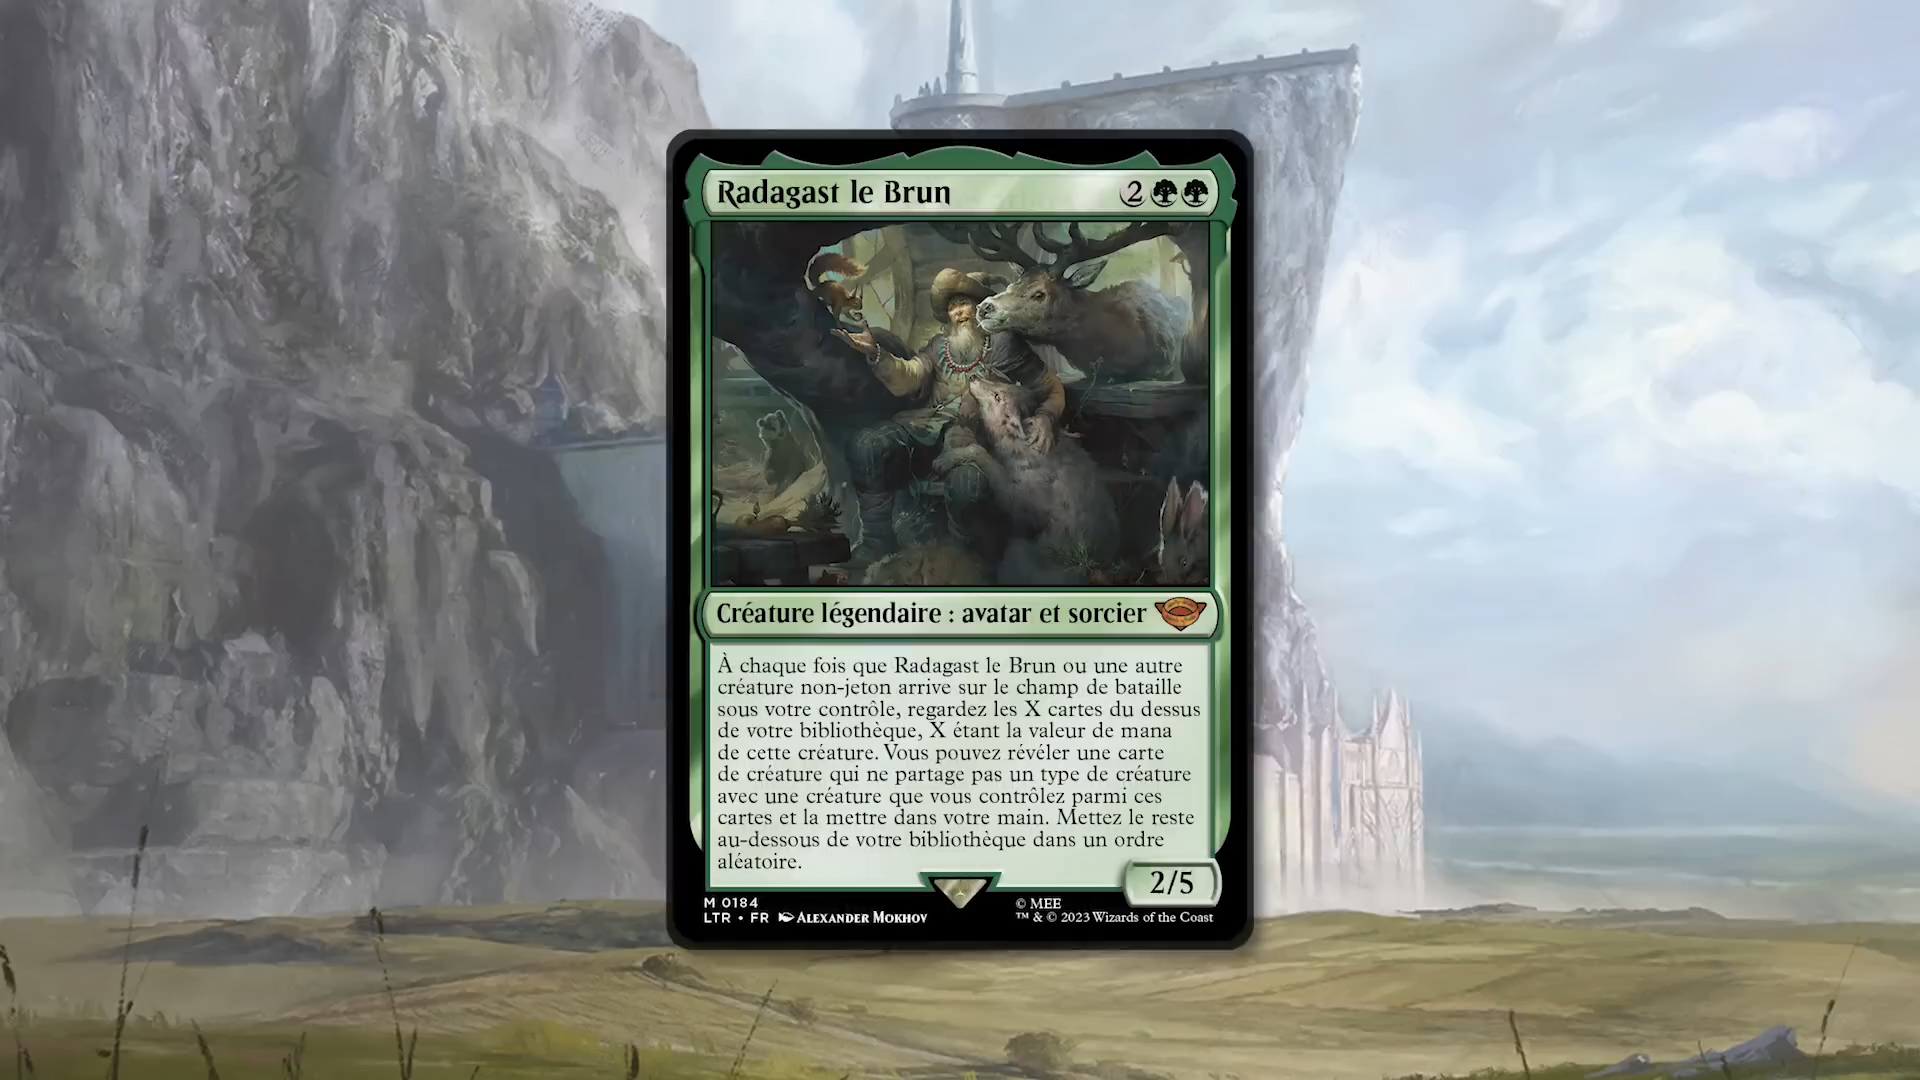 Radagast le Brun 2
Créature légendaire : avatar et sorcier
À chaque fois que Radagast le Brun ou une autre
créature non-jeton arrive sur le champ de bataille
sous votre contrôle, regardez les X cartes du dessus
de votre bibliothèque, X étant la valeur de mana
de cette créature. Vous pouvez révéler une carte
de créature qui ne partage pas un type de créature
avec une créature que vous contrôlez parmi ces
cartes et la mettre dans votre main. Mettez le reste
au-dessous de votre bibliothèque dans un ordre
aléatoire.
2/5
M 0184 © MEE
LTR • FR Alexander Mokhov ™ & © 2023 Wizards of the Coast